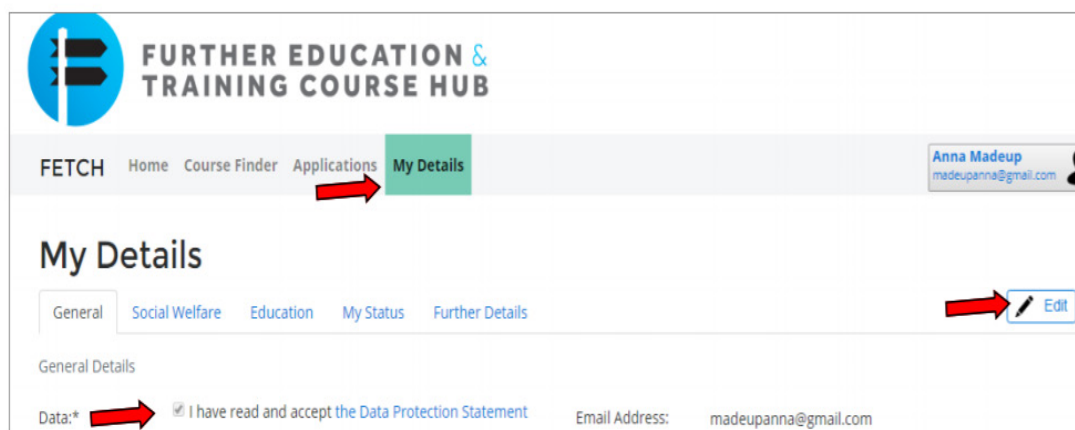 FURTHER EDUCATION &
TRAINING COURSE HUB
FETCH Home Course Finder Applications My Details
Anna Madeup
madeupanna@gmail.com
My Details
General Social Welfare Education My Status Further Details
Edit
General Details
Data:* I have read and accept the Data Protection Statement Email Address: madeupanna@gmail.com